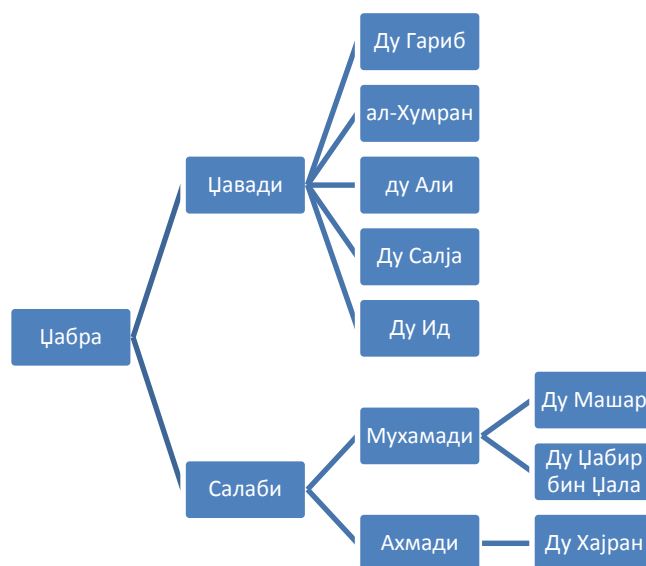 Ду Гариб
ал-Хумран
Џавади
ду Али
Ду Салја
Ду Ид
Џабра
Ду Машар
Мухамади
Ду Џабир
бин Џала
Салаби
Ахмади
Ду Хајран